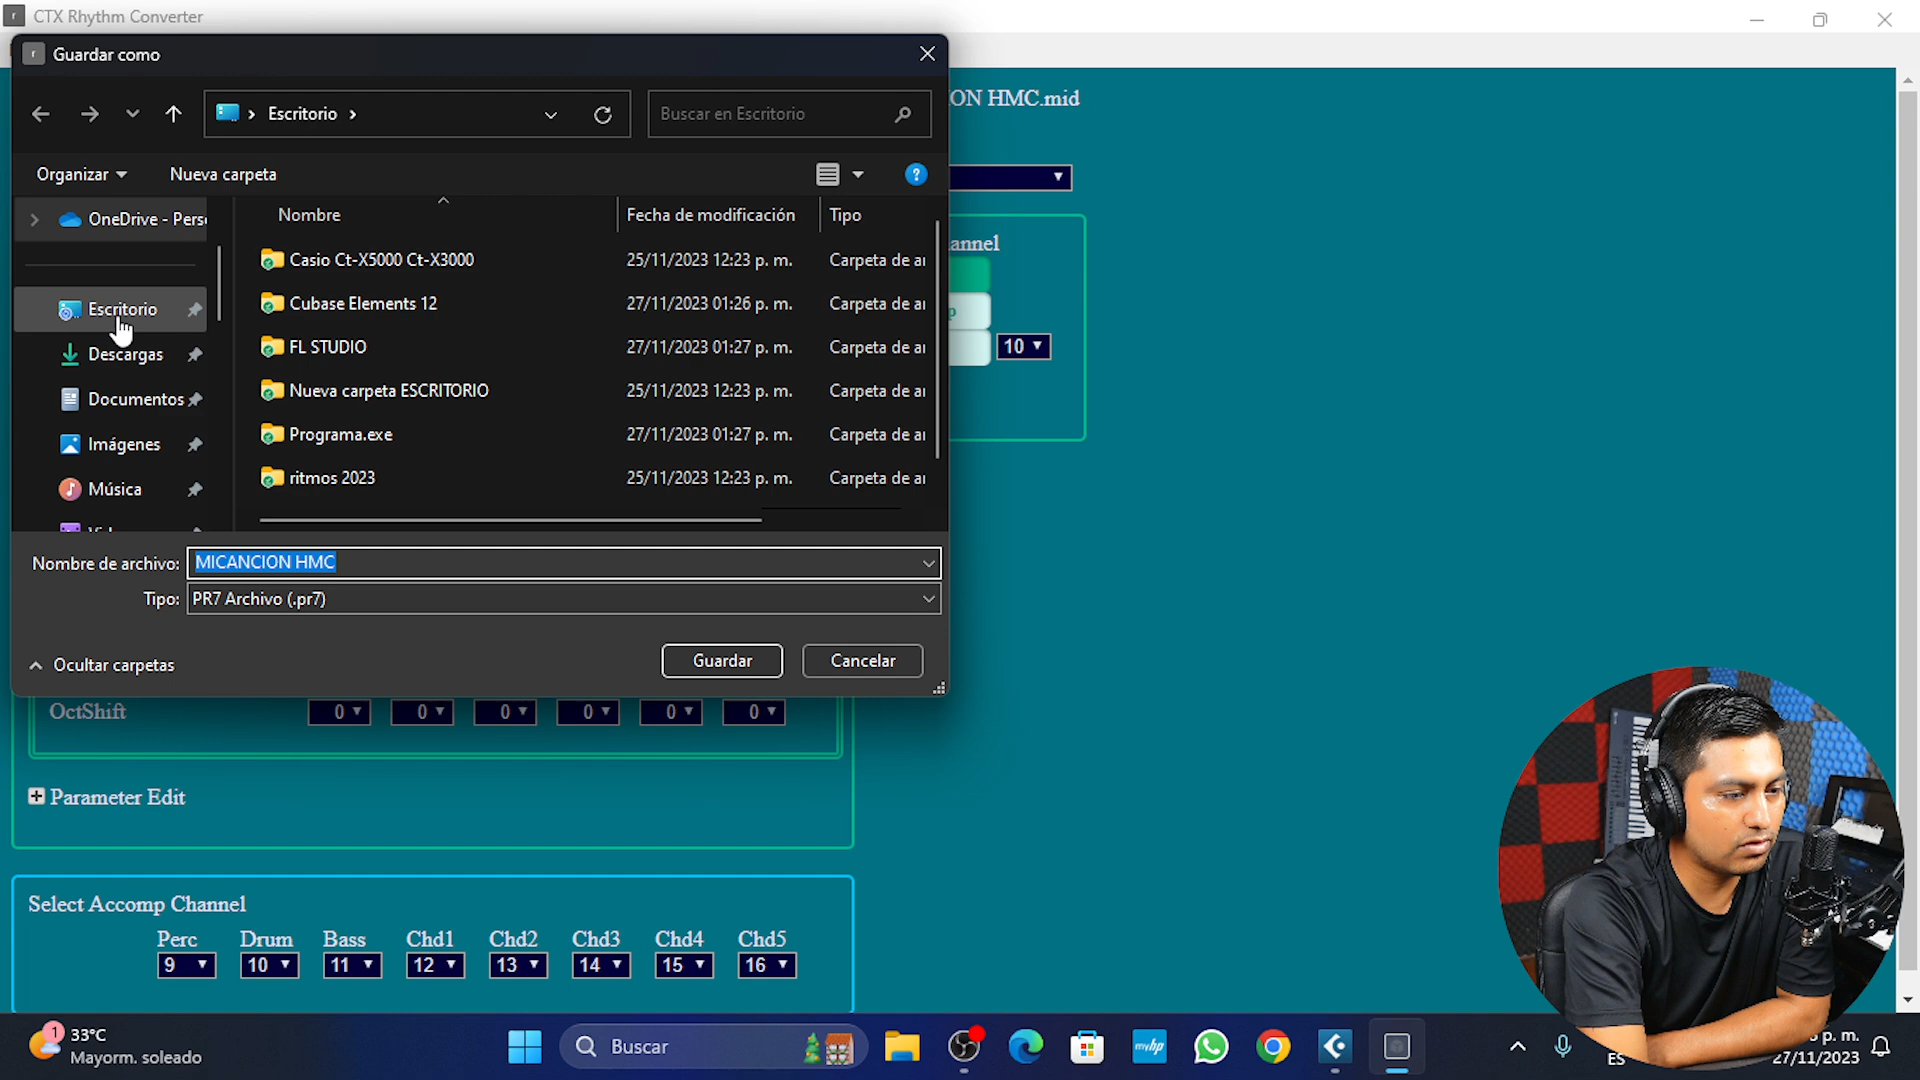 CTX Rhythm Converter
Guardar como
Escritorio
Buscar en Escritorio
ON HMC.mid
Organizar
Nueva carpeta
OneDrive - Pers
Nombre
Fecha de modificación
Tipo
annel
Casio Ct-X5000 Ct-X3000
25/11/2023 12:23 p. m.
Carpeta de ar
Escritorio
Cubase Elements 12
27/11/2023 01:26 p. m.
Carpeta de ar
p
Descargas
FL STUDIO
27/11/2023 01:27 p. m.
Carpeta de ar
10
Documentos
Nueva carpeta ESCRITORIO
25/11/2023 12:23 p. m.
Carpeta de ar
Imágenes
Programa.exe
27/11/2023 01:27 p. m.
Carpeta de ar
Música
ritmos 2023
25/11/2023 12:23 p. m.
Carpeta de ar
Nombre de archivo:
MICANCION HMC
Tipo:
PR7 Archivo (.pr7)
Ocultar carpetas
Guardar
Cancelar
OctShift
0 0 0 0 0 0
Parameter Edit
Select Accomp Channel
Perc Drum Bass Chd1 Chd2 Chd3 Chd4 Chd5
9 10 11 12 13 14 15 16
1
33°C
Mayorm. soleado
Buscar
myhp
ES
p. m.
27/11/2023